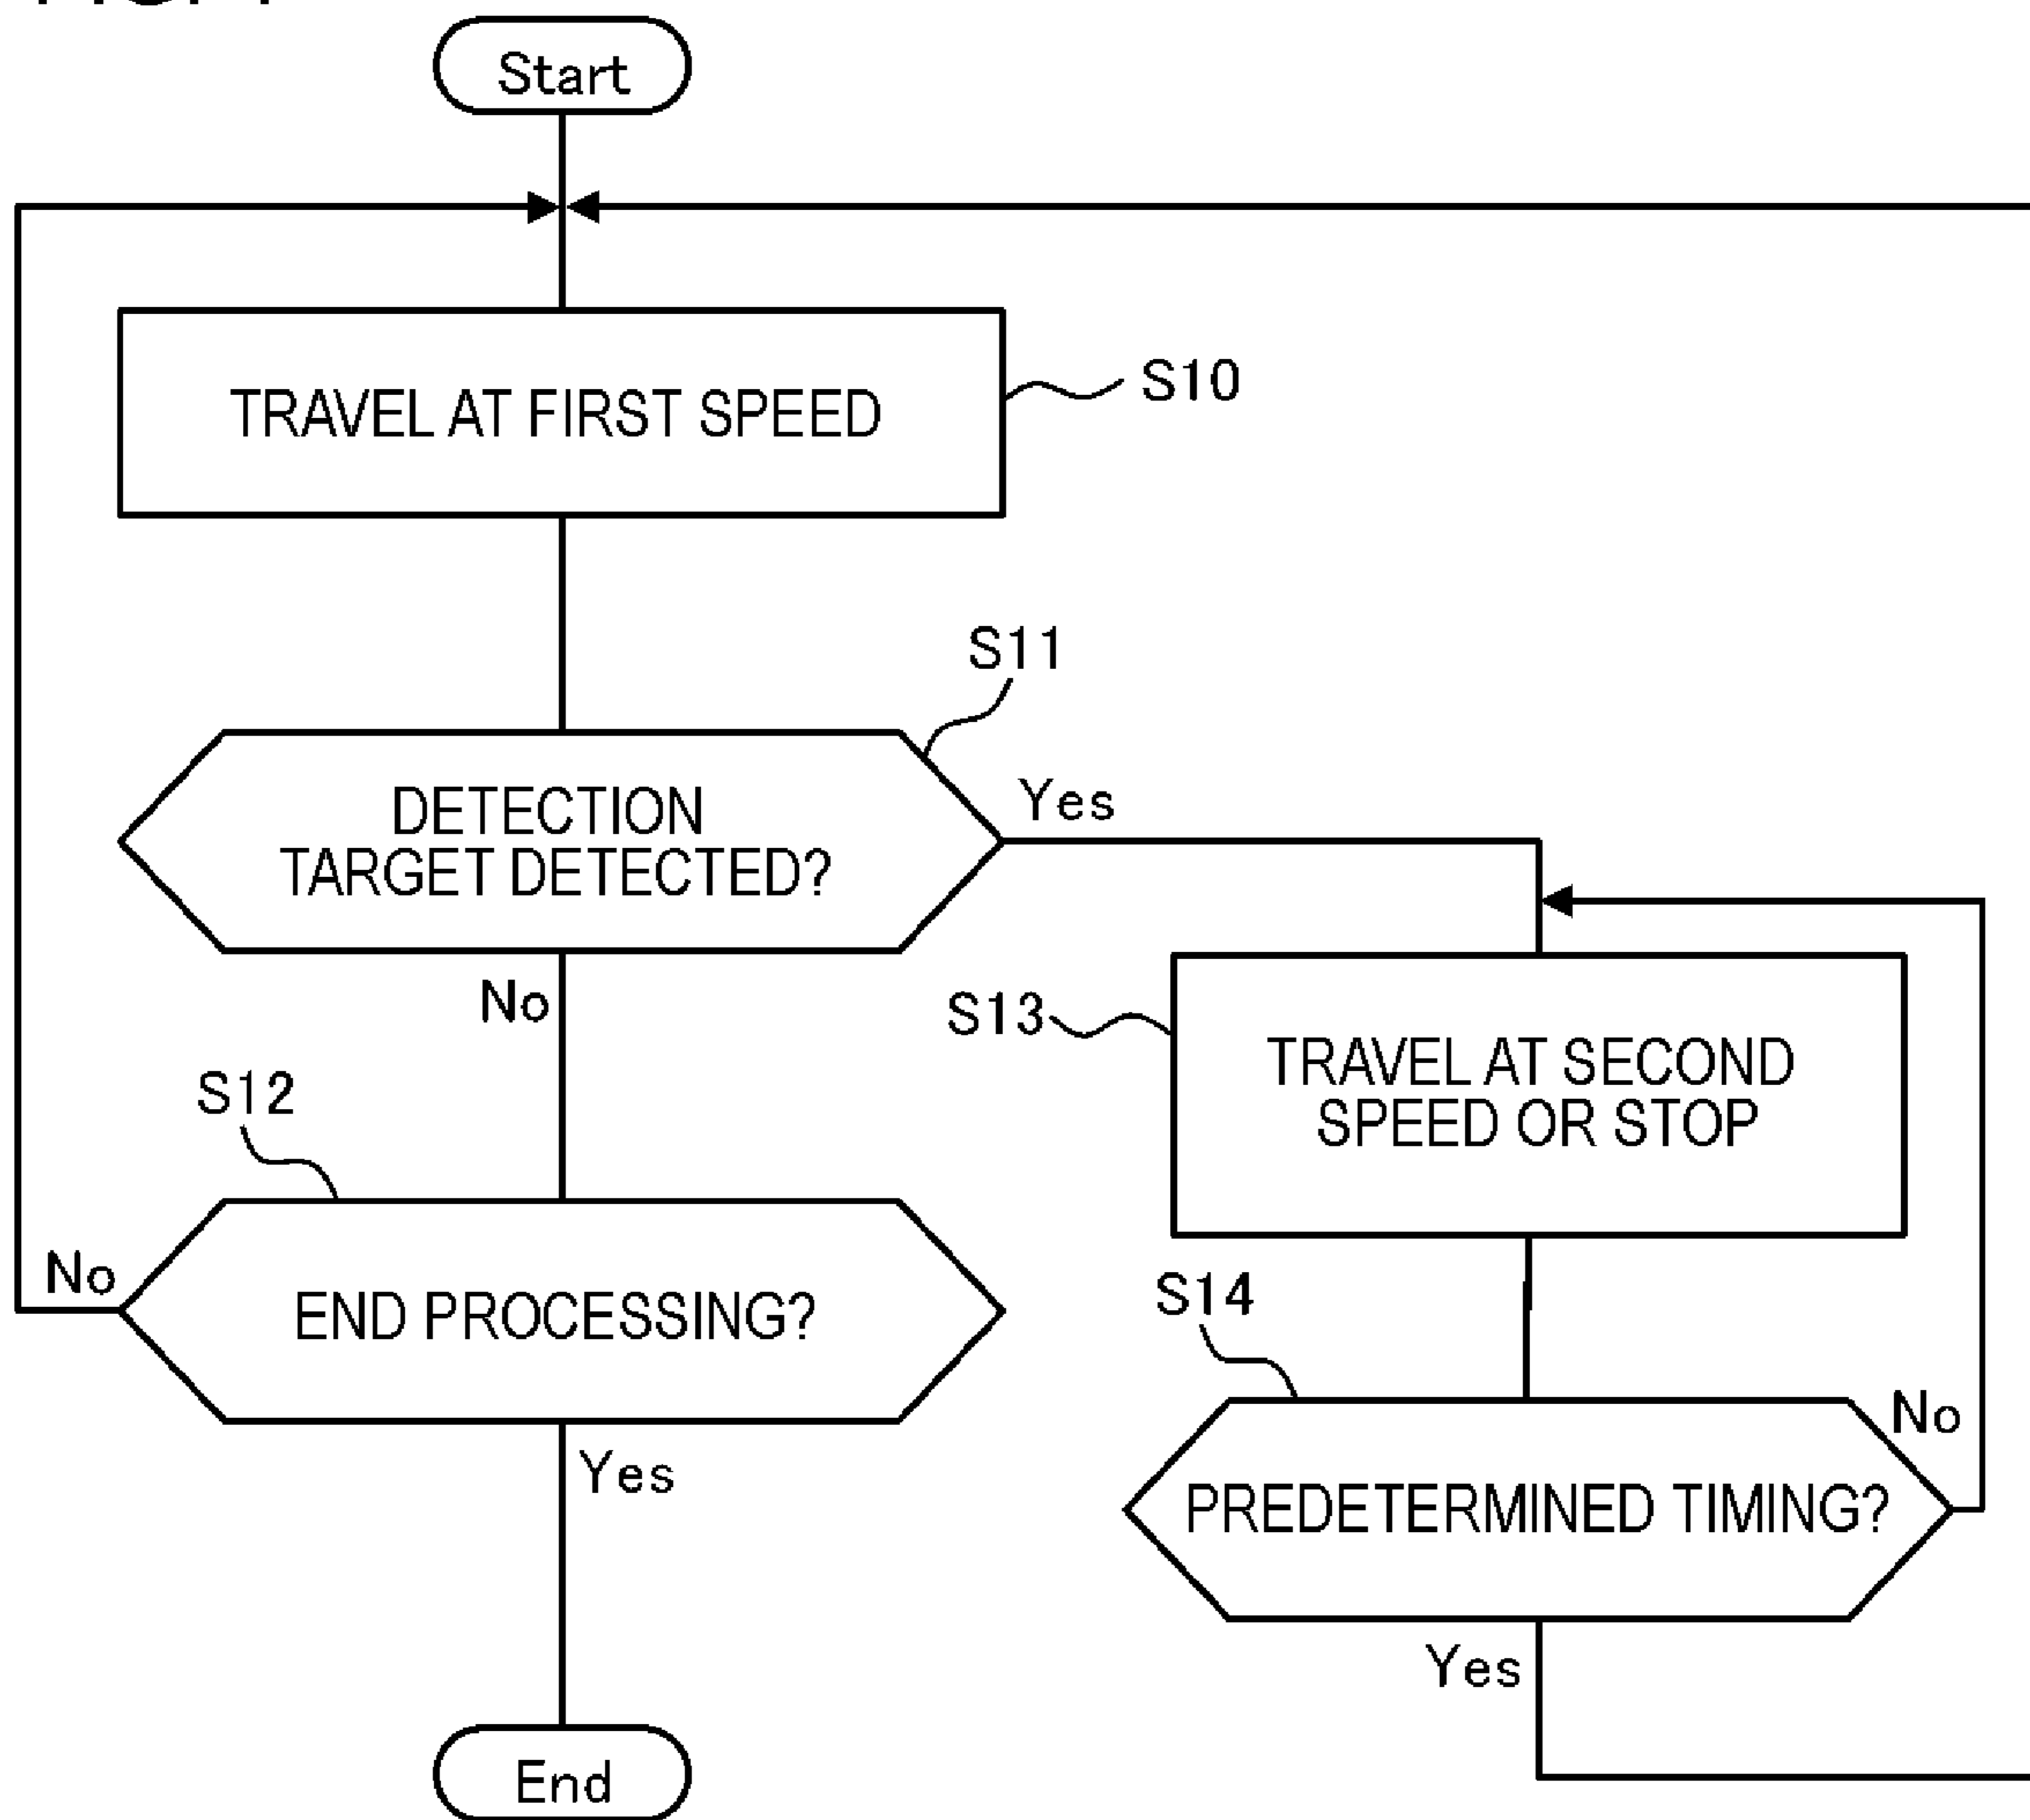 Start
TRAVEL AT FIRST SPEED
S10
S11
DETECTION
TARGET DETECTED?
Yes
No
S12
END PROCESSING?
No
Yes
End
S13
TRAVEL AT SECOND
SPEED OR STOP
S14
PREDETERMINED TIMING?
No
Yes